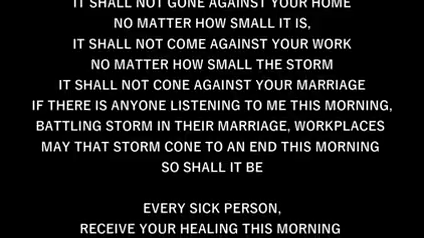 IT SHALL NOT GONE AGAINST YOUR HOME
NO MATTER HOW SMALL IT IS,
IT SHALL NOT COME AGAINST YOUR WORK
NO MATTER HOW SMALL THE STORM
IT SHALL NOT CONE AGAINST YOUR MARRIAGE
IF THERE IS ANYONE LISTENING TO ME THIS MORNING,
BATTLING STORM IN THEIR MARRIAGE, WORKPLACES
MAY THAT STORM CONE TO AN END THIS MORNING
SO SHALL IT BE
EVERY SICK PERSON,
RECEIVE YOUR HEALING THIS MORNING